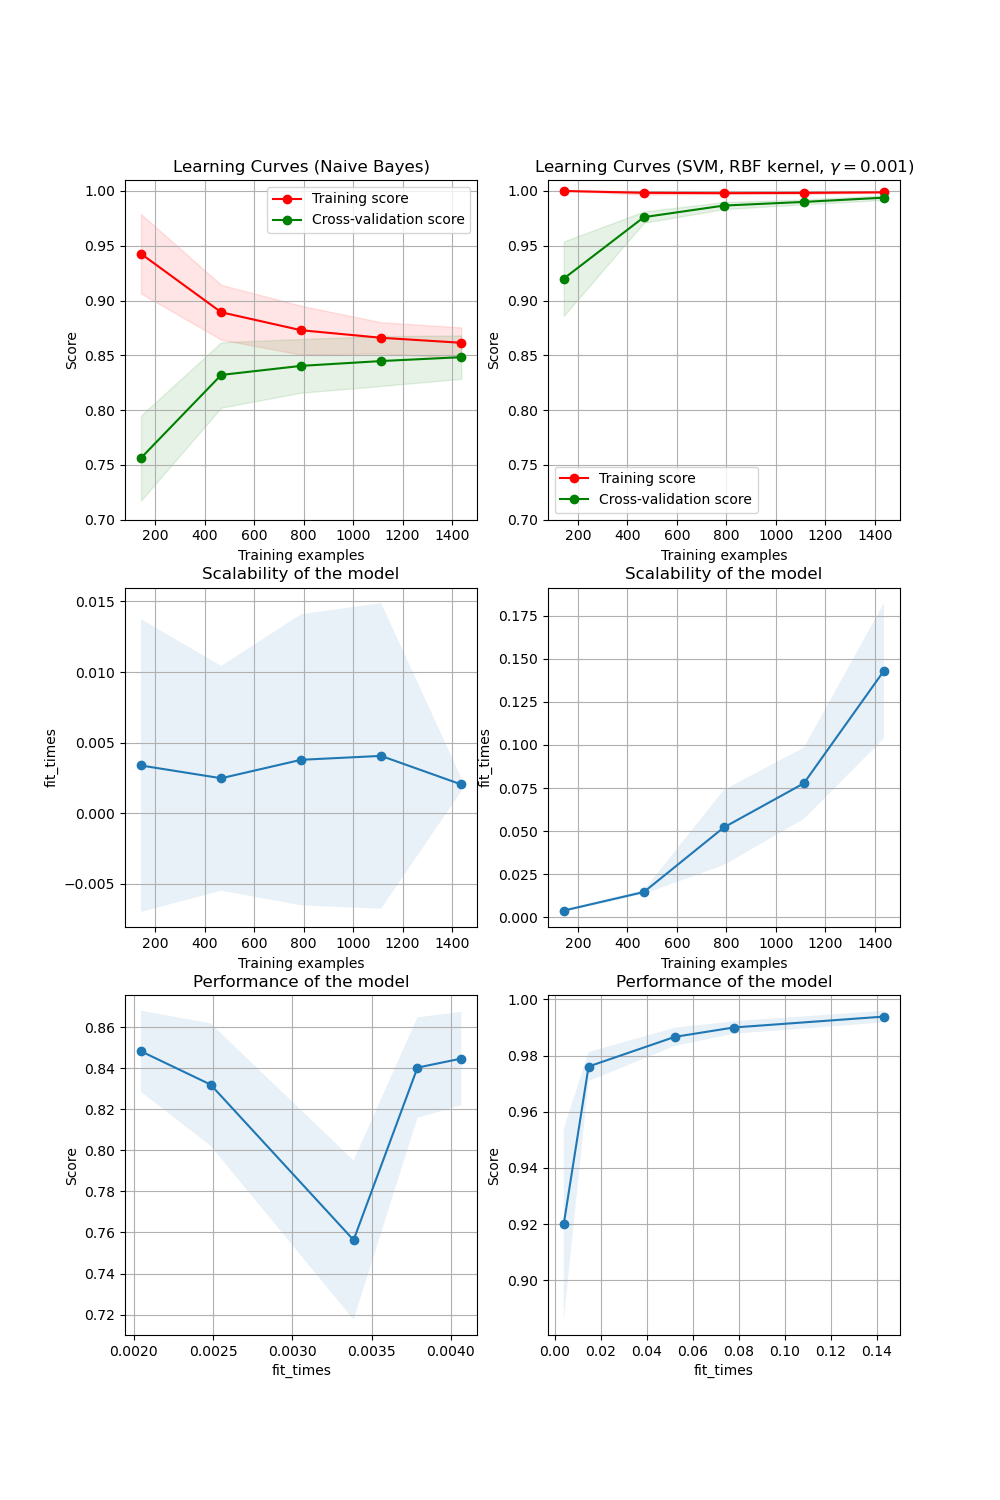 Learning Curves (Naive Bayes)
Learning Curves (SVM, RBF kernel, γ = 0.001)
1.00
0.95
0.90
0.85
0.80
0.75
0.70
Score
Training score
Cross-validation score
200 400 600 800 1000 1200 1400
Training examples
1.00
0.95
0.90
0.85
0.80
0.75
0.70
Score
Training score
Cross-validation score
200 400 600 800 1000 1200 1400
Training examples
Scalability of the model
0.015
0.010
0.005
0.000
−0.005
fit_times
200 400 600 800 1000 1200 1400
Training examples
Scalability of the model
0.175
0.150
0.125
0.100
0.075
0.050
0.025
0.000
fit_times
200 400 600 800 1000 1200 1400
Training examples
Performance of the model
0.86
0.84
0.82
0.80
0.78
0.76
0.74
0.72
Score
0.0020 0.0025 0.0030 0.0035 0.0040
fit_times
Performance of the model
1.00
0.98
0.96
0.94
0.92
0.90
Score
0.00 0.02 0.04 0.06 0.08 0.10 0.12 0.14
fit_times